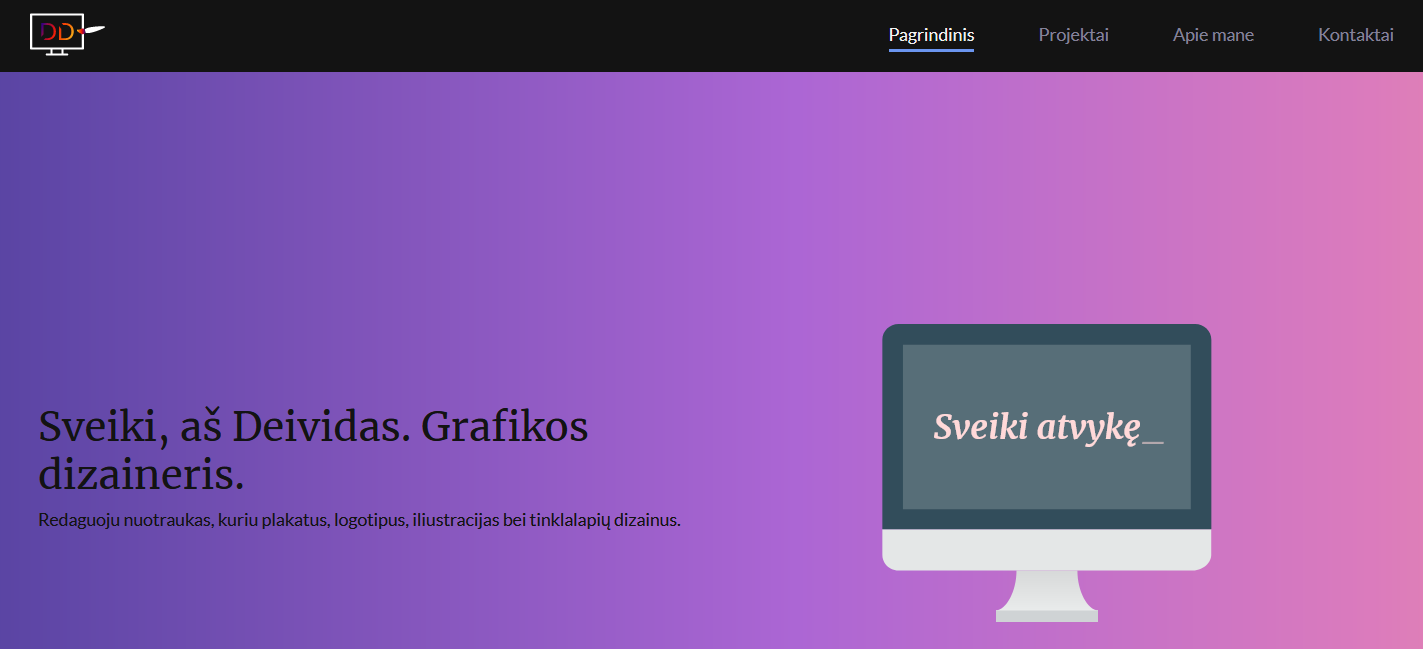 DD
Pagrindinis
Projektai
Apie mane
Kontaktai
Sveiki, aš Deividas. Grafikos
dizaineris.
Redaguoju nuotraukas, kuriu plakatus, logotipus, iliustracijas bei tinklalapių dizainus.
Sveiki atvykę_